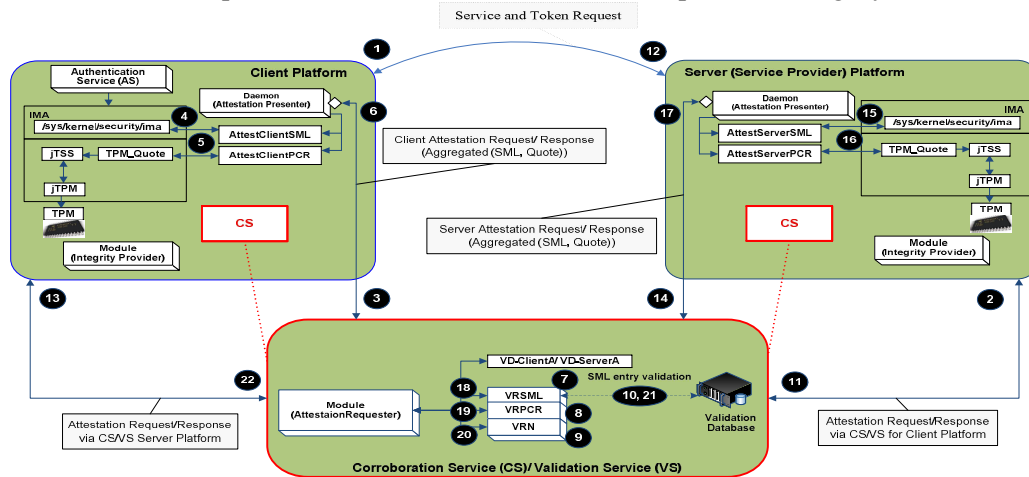 Service and Token Request
1
12
Client Platform
Authentication
Service (AS)
Daemon
(Attestation Presenter)
6
IMA
4
/sys/kernel/security/ima
5
AttestClientSML
AttestClientPCR
jTSS
TPM_Quote
jTPM
TPM
CS
Module
(Integrity Provider)
Client Attestation Request/ Response
(Aggregated (SML, Quote))
Server Attestation Request/ Response
(Aggregated (SML, Quote))
Server (Service Provider) Platform
17
Daemon
(Attestation Presenter)
15
IMA
AttestServerSML
/sys/kernel/security/ima
16
AttestServerPCR
TPM_Quote
jTSS
jTPM
TPM
CS
Module
(Integrity Provider)
13
3
14
2
22
11
VD-ClientA/ VD-ServerA
7
SML entry validation
18
VRSML
10, 21
Module
(AttestaionRequester)
19
VRPCR
8
20
VRN
9
Validation
Database
Attestation Request/Response
via CS/VS Server Platform
Attestation Request/Response
via CS/VS for Client Platform
Corroboration Service (CS)/ Validation Service (VS)